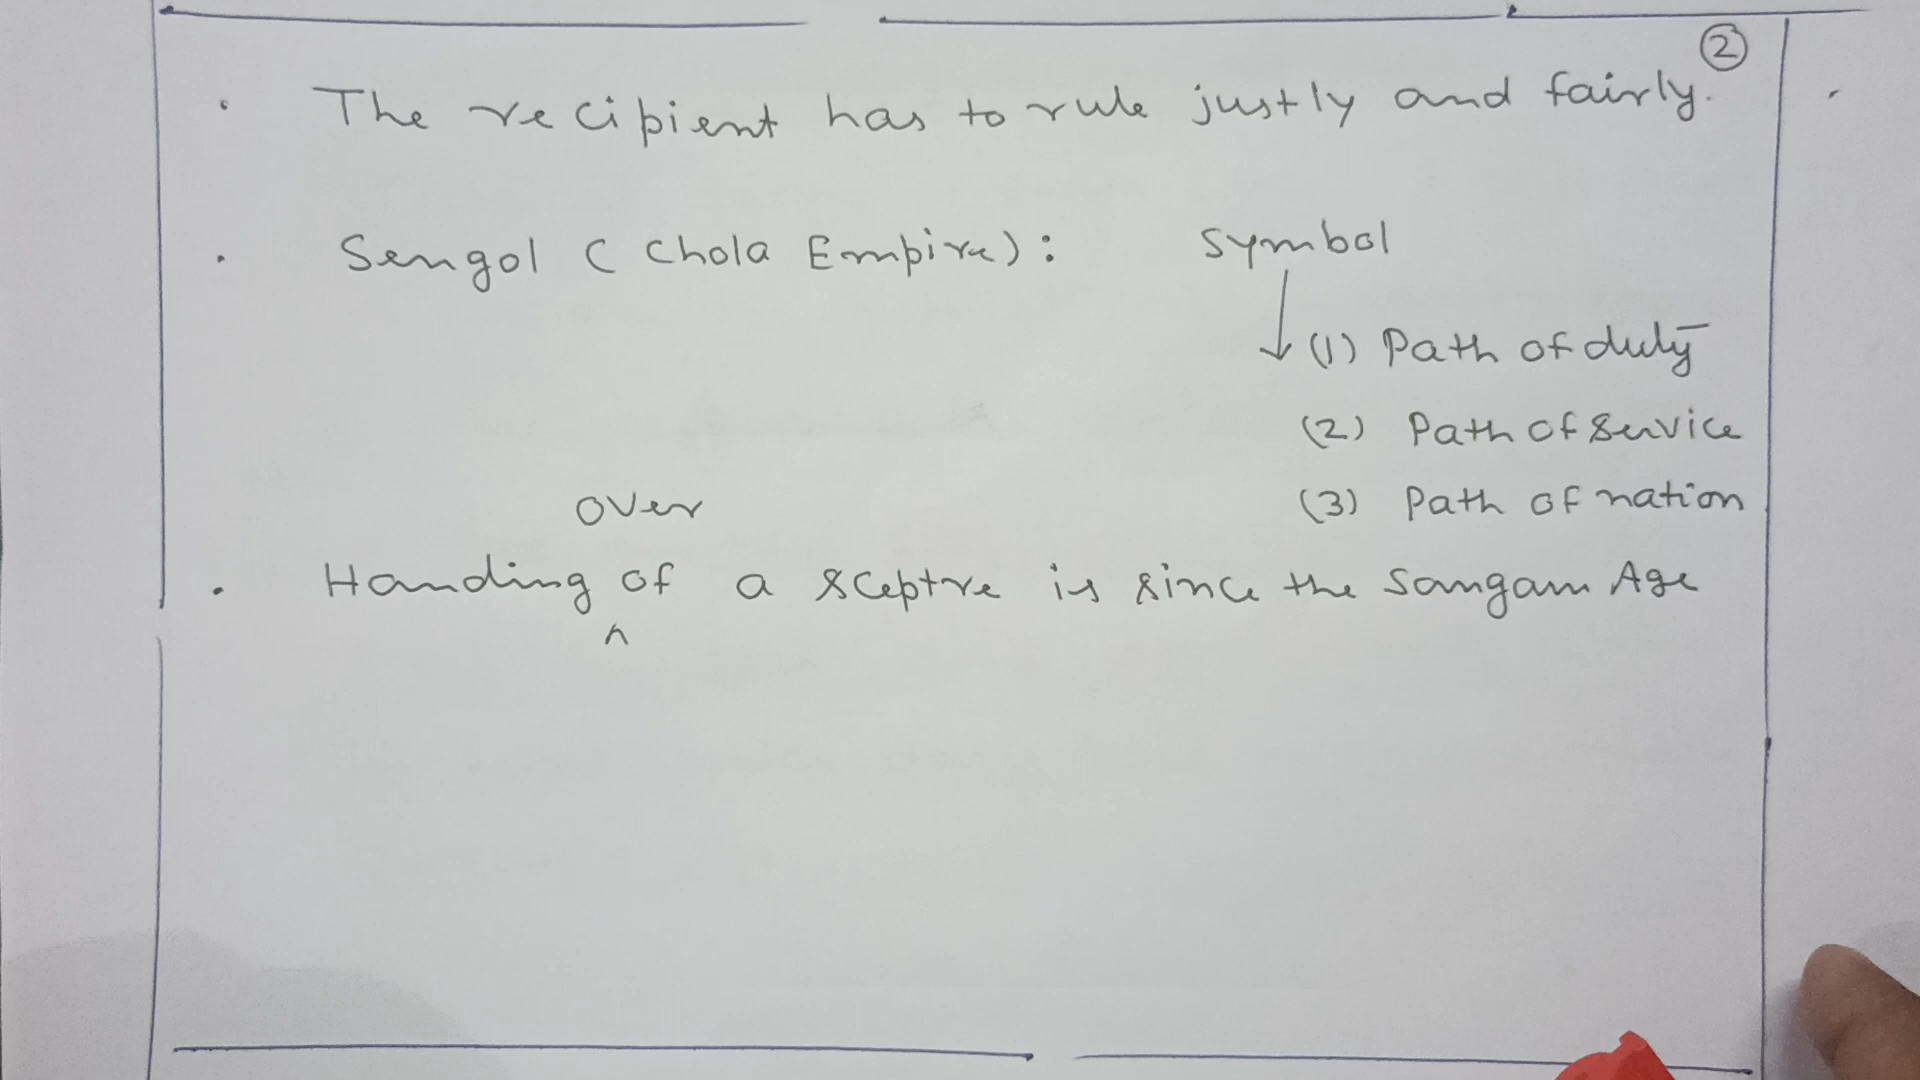 ②
• The recipient has to rule justly and fairly.
• Sengol ( Chola Empire) : Symbol
↓ (1) Path of duty
(2) Path of Service
(3) Path of nation
over
• Handing ^ of a sceptre is since the Sangam Age